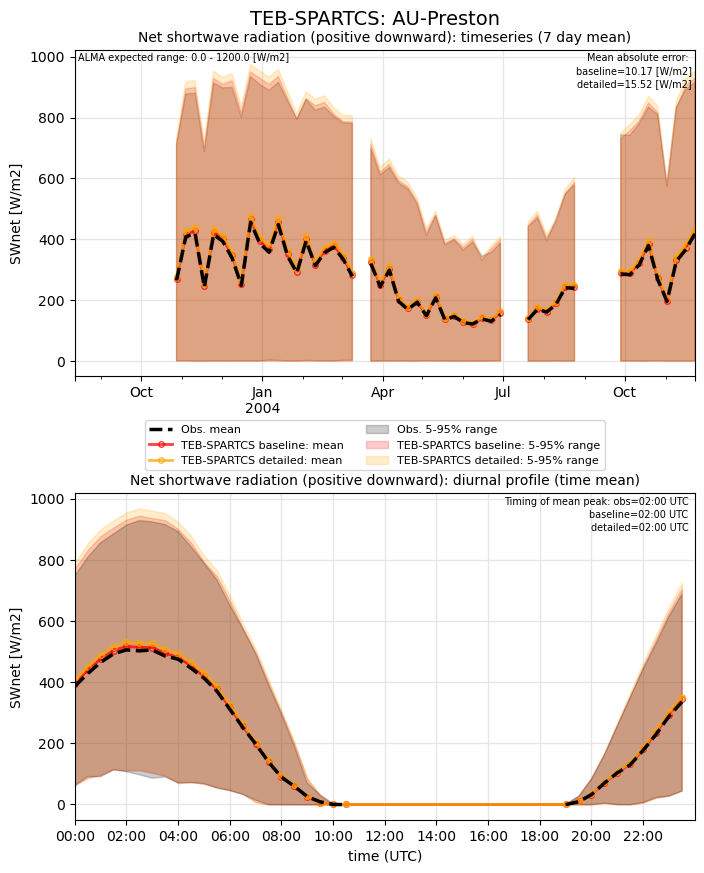 TEB-SPARTCS: AU-Preston
Net shortwave radiation (positive downward): timeseries (7 day mean)
ALMA expected range: 0.0 - 1200.0 [W/m2]
Mean absolute error:
baseline=10.17 [W/m2]
detailed=15.52 [W/m2]
1000
800
600
400
200
0
SWnet [W/m2]
Oct
Jan
2004
Apr
Jul
Oct
Obs. mean
TEB-SPARTCS baseline: mean
TEB-SPARTCS detailed: mean
Obs. 5-95% range
TEB-SPARTCS baseline: 5-95% range
TEB-SPARTCS detailed: 5-95% range
Net shortwave radiation (positive downward): diurnal profile (time mean)
Timing of mean peak: obs=02:00 UTC
baseline=02:00 UTC
detailed=02:00 UTC
1000
800
600
400
200
0
SWnet [W/m2]
00:00 02:00 04:00 06:00 08:00 10:00 12:00 14:00 16:00 18:00 20:00 22:00
time (UTC)